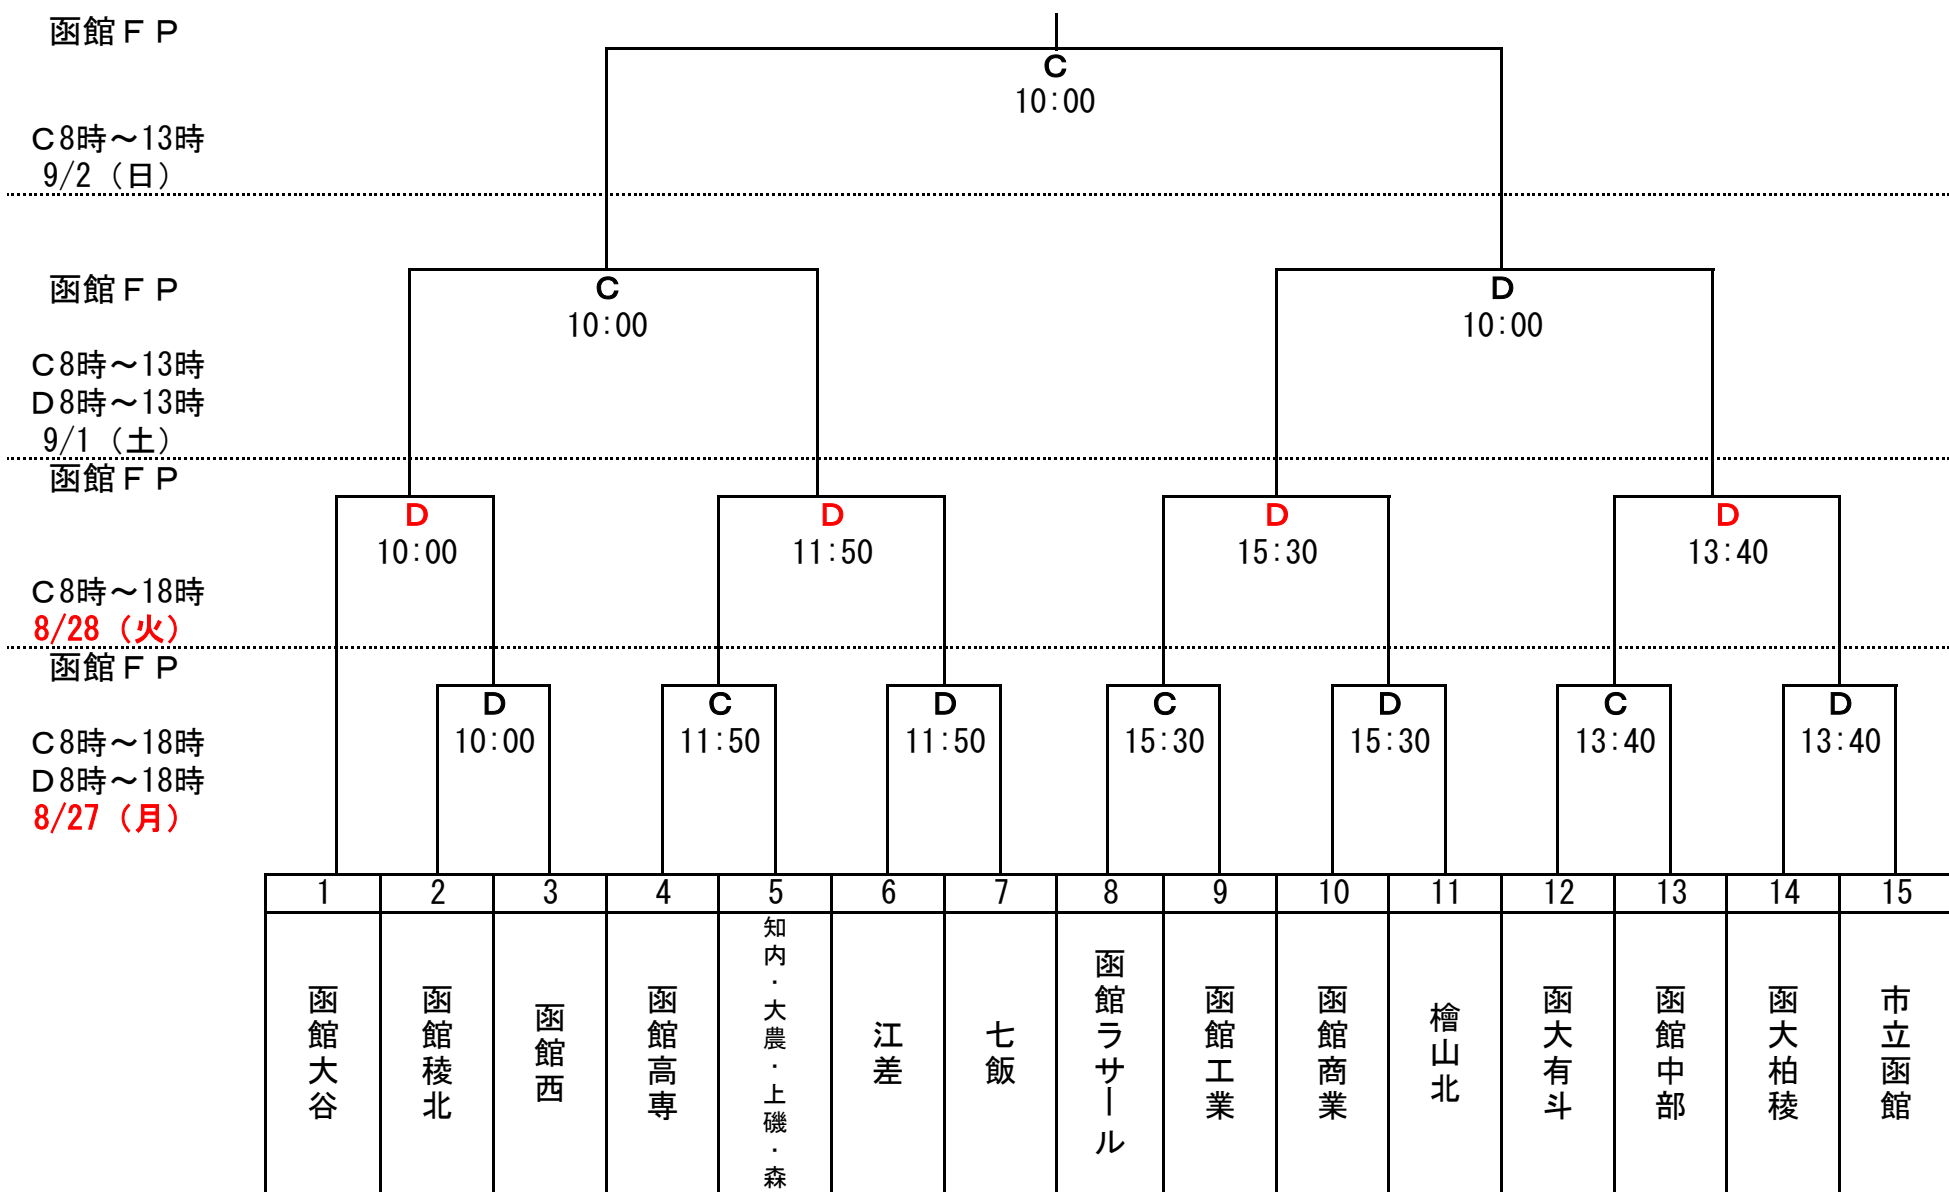 函館ＦＰ
C
10:00
C8時～13時
9/2（日）
函館ＦＰ
C
D
10:00
10:00
C8時～13時
D8時～13時
9/1（土）
函館ＦＰ
D
D
D
D
10:00
11:50
15:30
13:40
C8時～18時
8/28（火）
函館ＦＰ
D
C
D
C
D
C
D
10:00
11:50
11:50
15:30
15:30
13:40
13:40
C8時～18時
D8時～18時
8/27（月）
1
2
3
4
5
6
7
8
9
10
11
12
13
14
15
函館大谷
函館稜北
函館西
函館高専
知内・大農・上磯・森
江差
七飯
函館ラサール
函館工業
函館商業
檜山北
函大有斗
函館中部
函大柏稜
市立函館